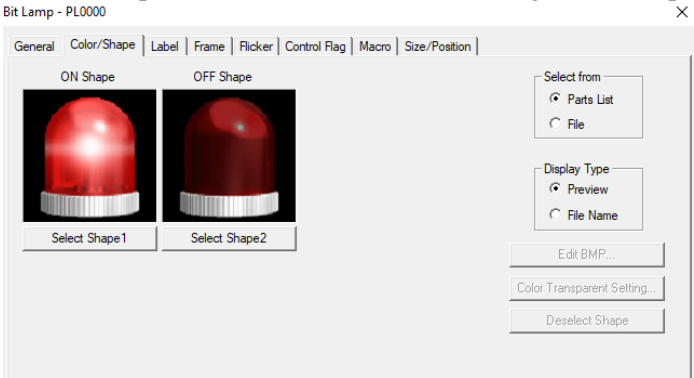 Bit Lamp - PL0000
General Color/Shape Label Frame Flicker Control Flag Macro Size/Position
ON Shape OFF Shape
Select Shape1 Select Shape2
Select from
Parts List
File
Display Type
Preview
File Name
Edit BMP...
Color Transparent Setting...
Deselect Shape